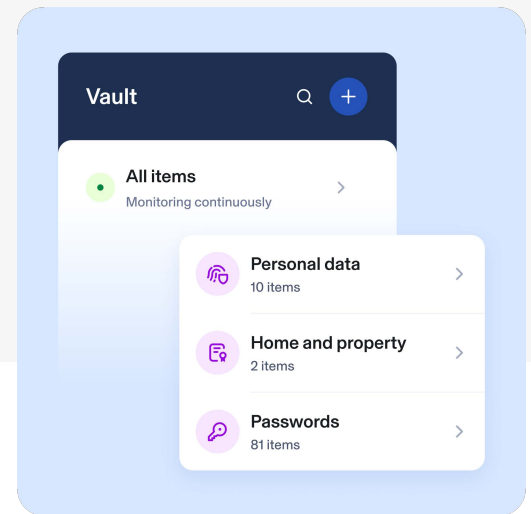 Vault
All items
Monitoring continuously
Personal data
10 items
Home and property
2 items
Passwords
81 items